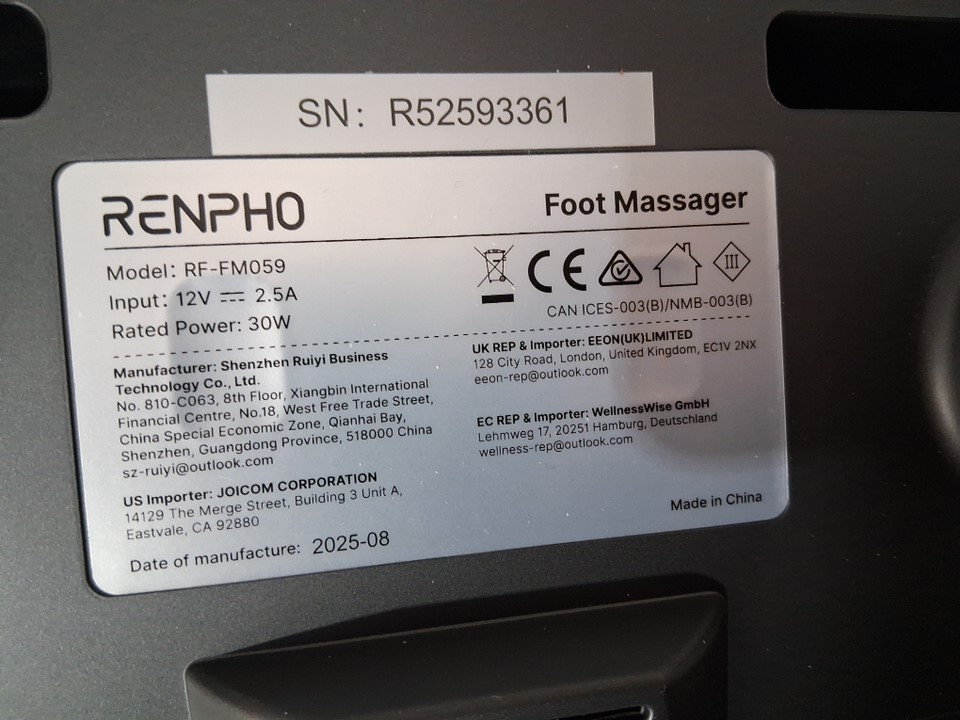 SN: R52593361
RENPHO
Foot Massager
Model: RF-FM059
Input: 12V ⎓ 2.5A
Rated Power: 30W
CE
III
CAN ICES-003(B)/NMB-003(B)
Manufacturer: Shenzhen Ruiyi Business
Technology Co., Ltd.
No. 810-C063, 8th Floor, Xiangbin International
Financial Centre, No.18, West Free Trade Street,
China Special Economic Zone, Qianhai Bay,
Shenzhen, Guangdong Province, 518000 China
sz-ruiyi@outlook.com
US Importer: JOICOM CORPORATION
14129 The Merge Street, Building 3 Unit A,
Eastvale, CA 92880
Date of manufacture: 2025-08
UK REP & Importer: EEON(UK)LIMITED
128 City Road, London, United Kingdom, EC1V 2NX
eeon-rep@outlook.com
EC REP & Importer: WellnessWise GmbH
Lehmweg 17, 20251 Hamburg, Deutschland
wellness-rep@outlook.com
Made in China